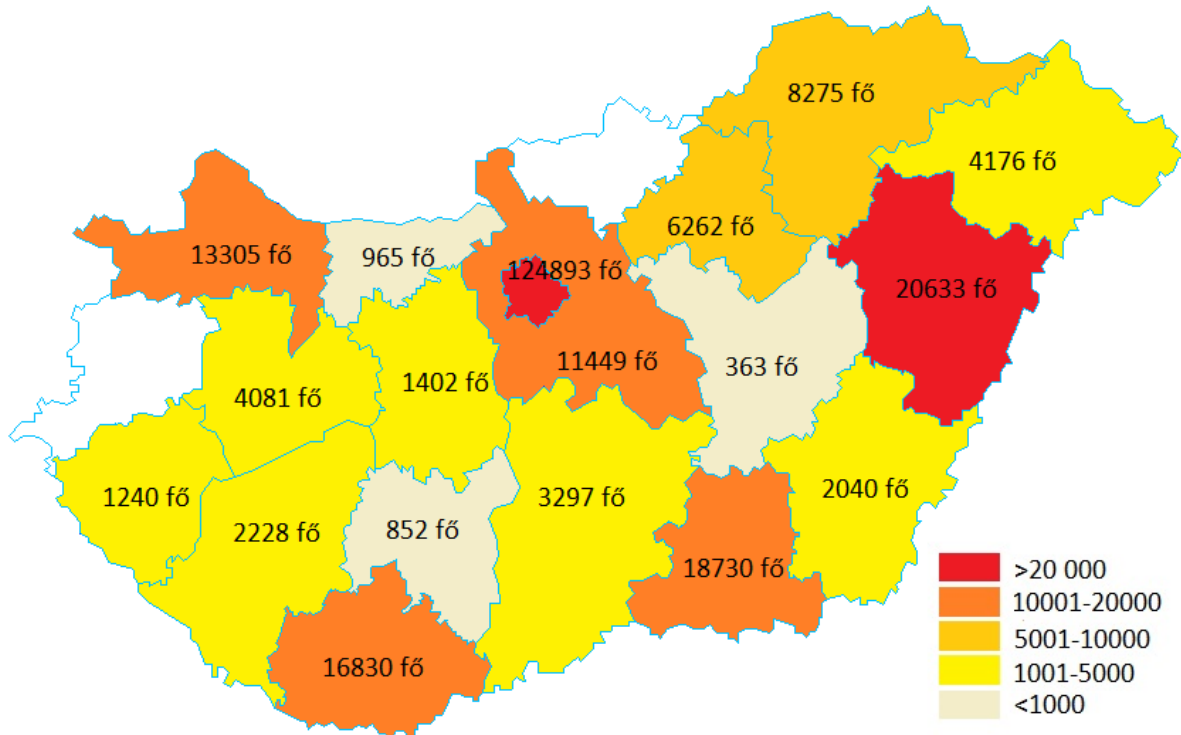 8275 fő
4176 fő
6262 fő
13305 fő
965 fő
124893 fő
20633 fő
11449 fő
363 fő
1402 fő
4081 fő
1240 fő
3297 fő
2040 fő
2228 fő
852 fő
18730 fő
16830 fő
>20 000
10001-20000
5001-10000
1001-5000
<1000